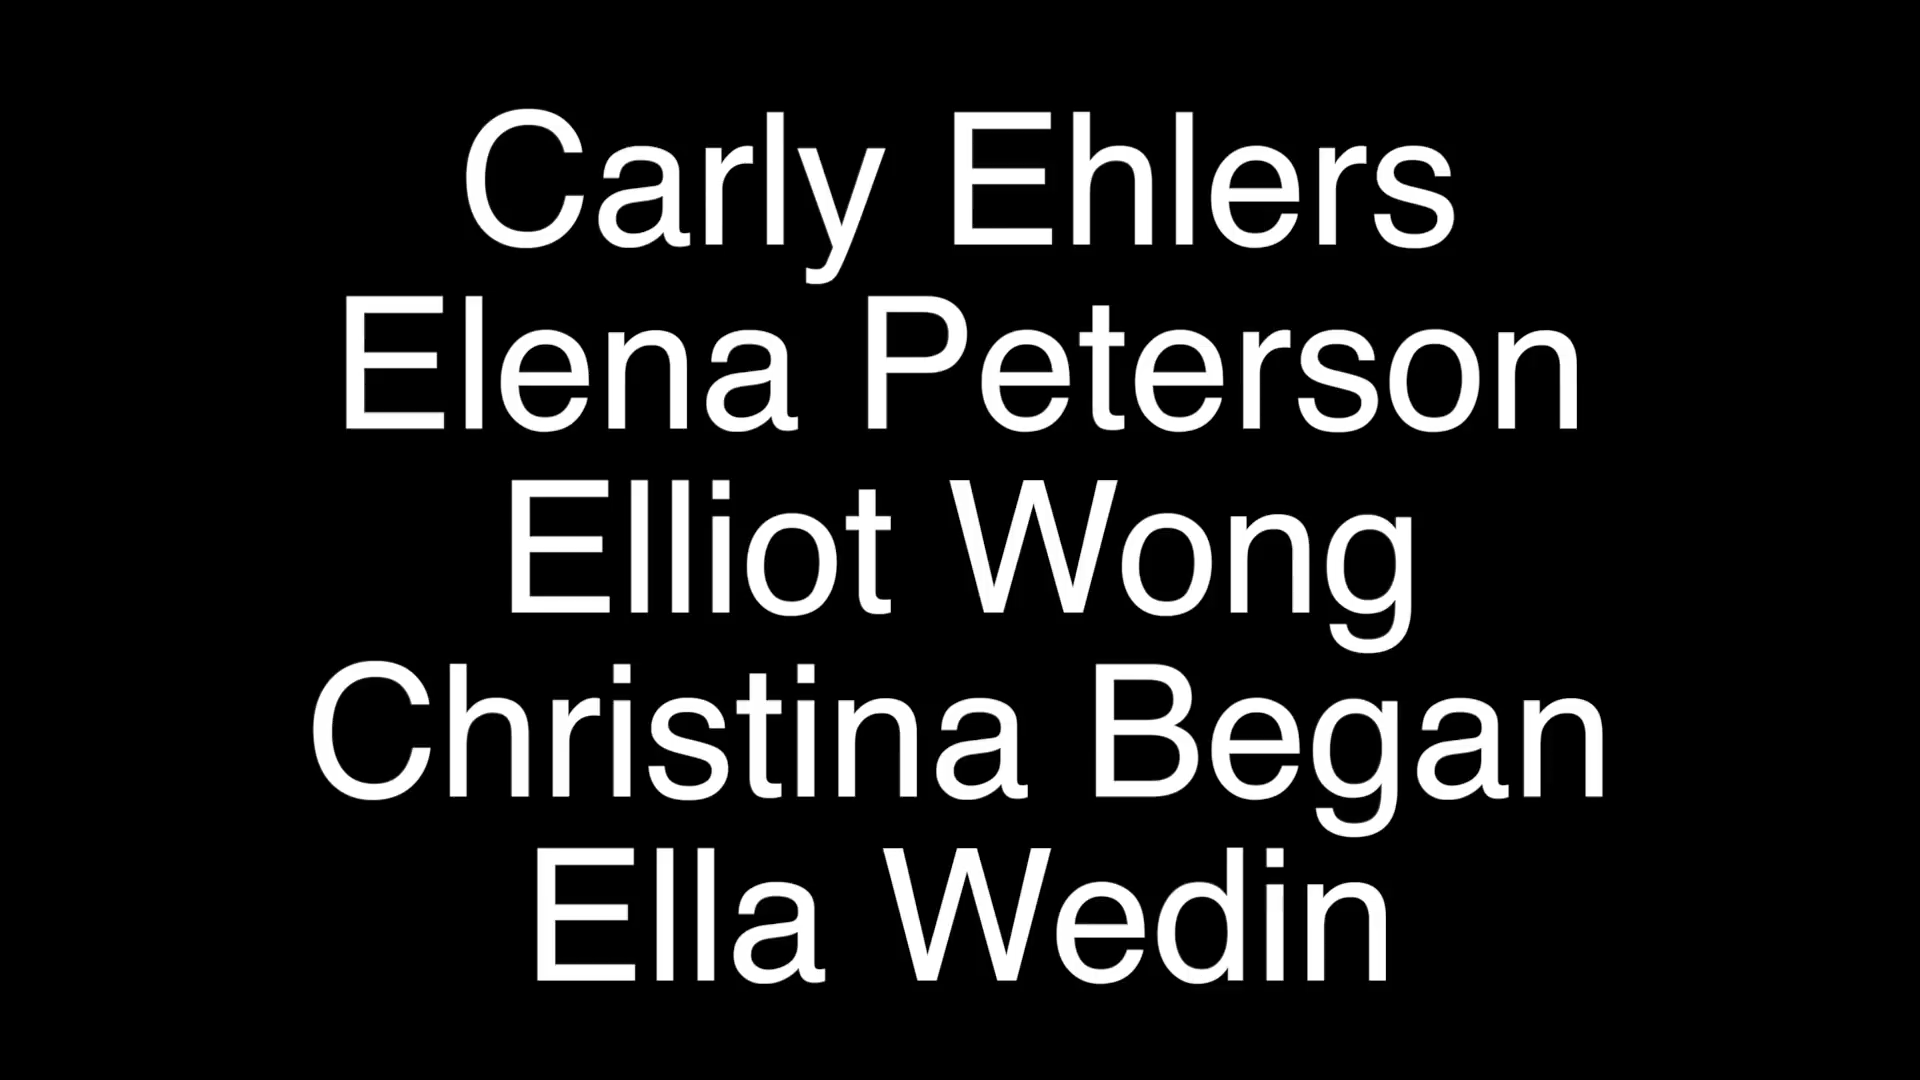 Carly Ehlers
Elena Peterson
Elliot Wong
Christina Began
Ella Wedin